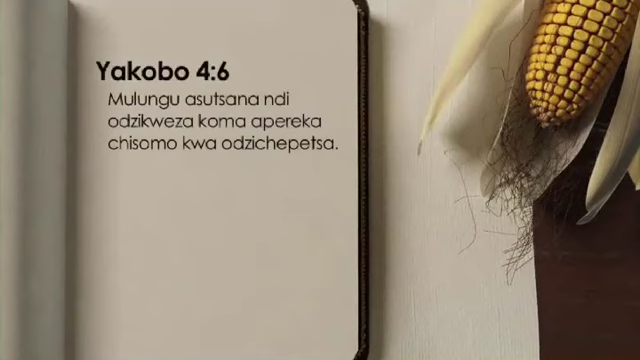 Yakobo 4:6
Mulungu asutsana ndi
odzikweza koma apereka
chisomo kwa odzichepetsa.